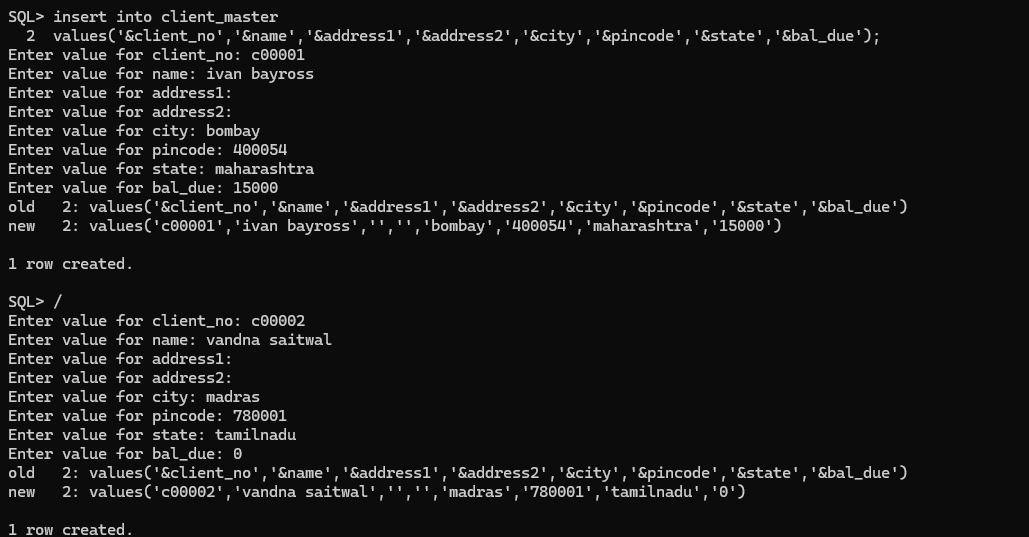 SQL> insert into client_master
  2  values('&client_no','&name','&address1','&address2','&city','&pincode','&state','&bal_due');
Enter value for client_no: c00001
Enter value for name: ivan bayross
Enter value for address1:
Enter value for address2:
Enter value for city: bombay
Enter value for pincode: 400054
Enter value for state: maharashtra
Enter value for bal_due: 15000
old   2: values('&client_no','&name','&address1','&address2','&city','&pincode','&state','&bal_due')
new   2: values('c00001','ivan bayross','','','bombay','400054','maharashtra','15000')
1 row created.
SQL> /
Enter value for client_no: c00002
Enter value for name: vandna saitwal
Enter value for address1:
Enter value for address2:
Enter value for city: madras
Enter value for pincode: 780001
Enter value for state: tamilnadu
Enter value for bal_due: 0
old   2: values('&client_no','&name','&address1','&address2','&city','&pincode','&state','&bal_due')
new   2: values('c00002','vandna saitwal','','','madras','780001','tamilnadu','0')
1 row created.